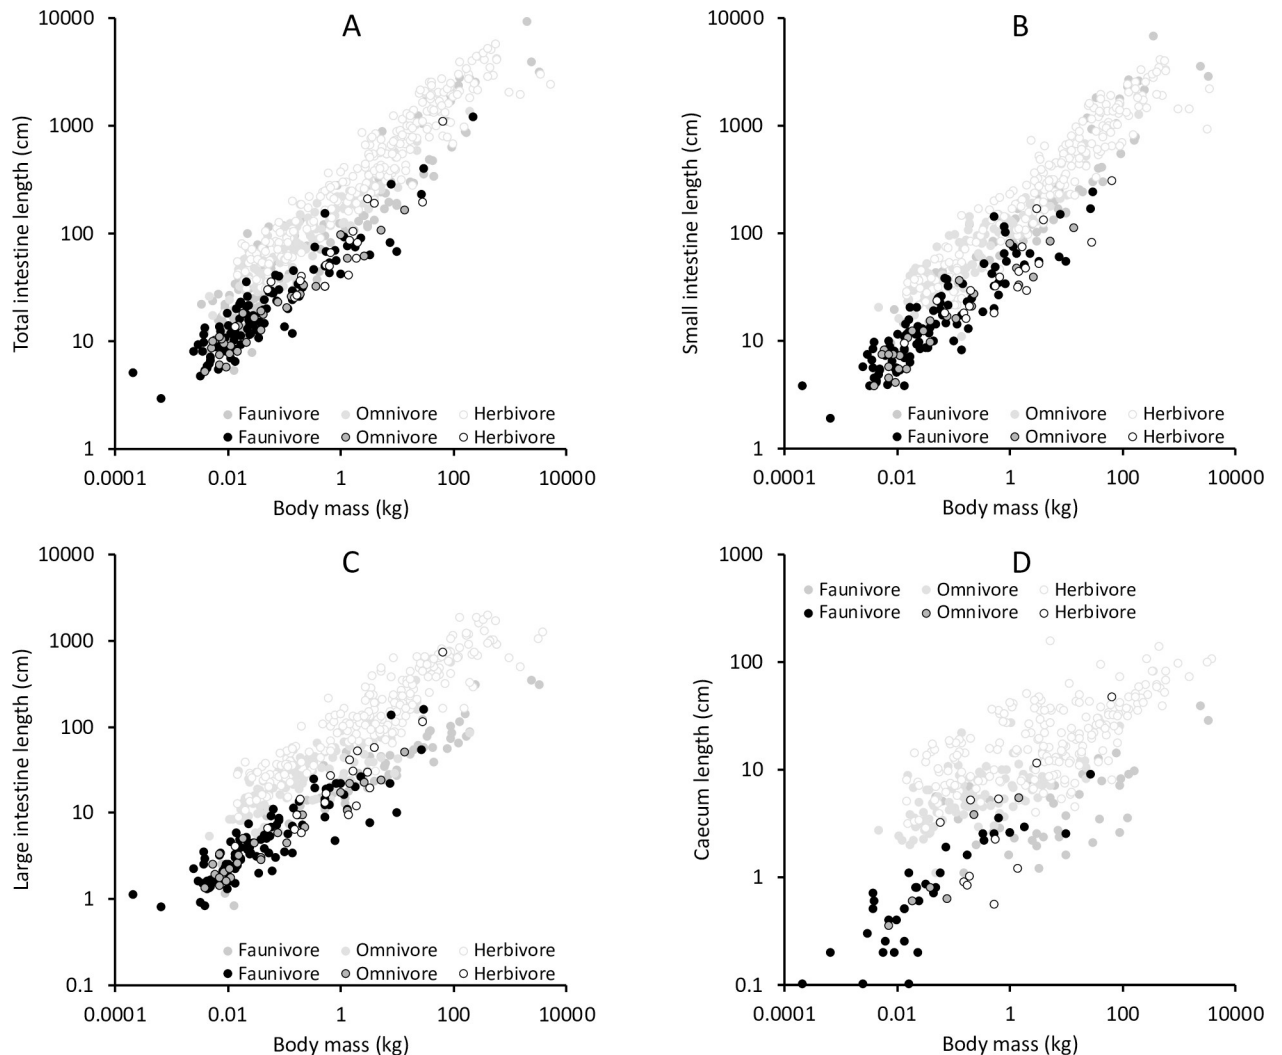 A
10000
1000
100
10
1
Total intestine length (cm)
Faunivore Omnivore Herbivore
Faunivore Omnivore Herbivore
0.0001 0.01 1 100 10000
Body mass (kg)
B
10000
1000
100
10
1
Small intestine length (cm)
Faunivore Omnivore Herbivore
Faunivore Omnivore Herbivore
0.0001 0.01 1 100 10000
Body mass (kg)
C
10000
1000
100
10
1
0.1
Large intestine length (cm)
Faunivore Omnivore Herbivore
Faunivore Omnivore Herbivore
0.0001 0.01 1 100 10000
Body mass (kg)
D
1000
100
10
1
0.1
Caecum length (cm)
Faunivore Omnivore Herbivore
Faunivore Omnivore Herbivore
0.0001 0.01 1 100 10000
Body mass (kg)